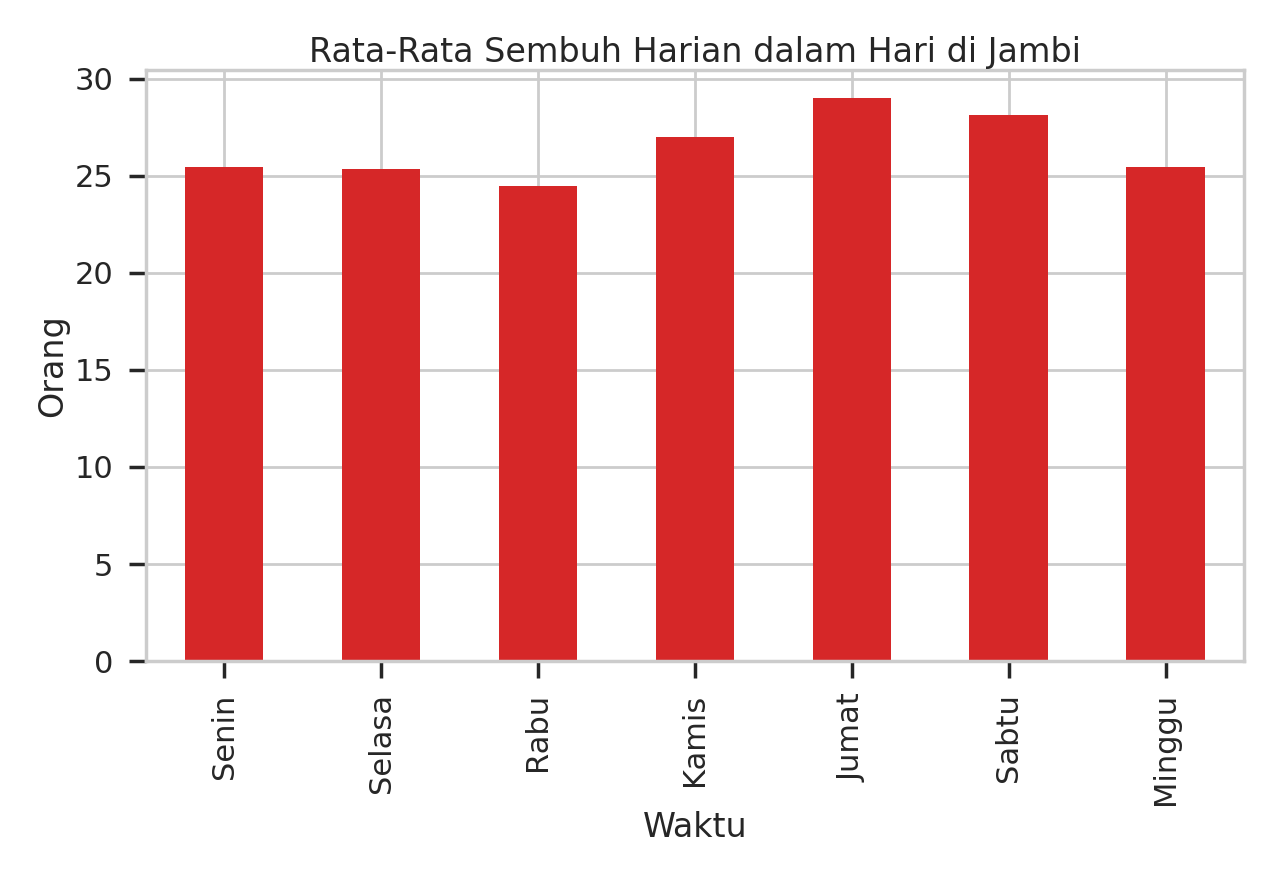 Rata-Rata Sembuh Harian dalam Hari di Jambi
30
25
20
15
10
5
0
Orang
Senin
Selasa
Rabu
Kamis
Jumat
Sabtu
Minggu
Waktu